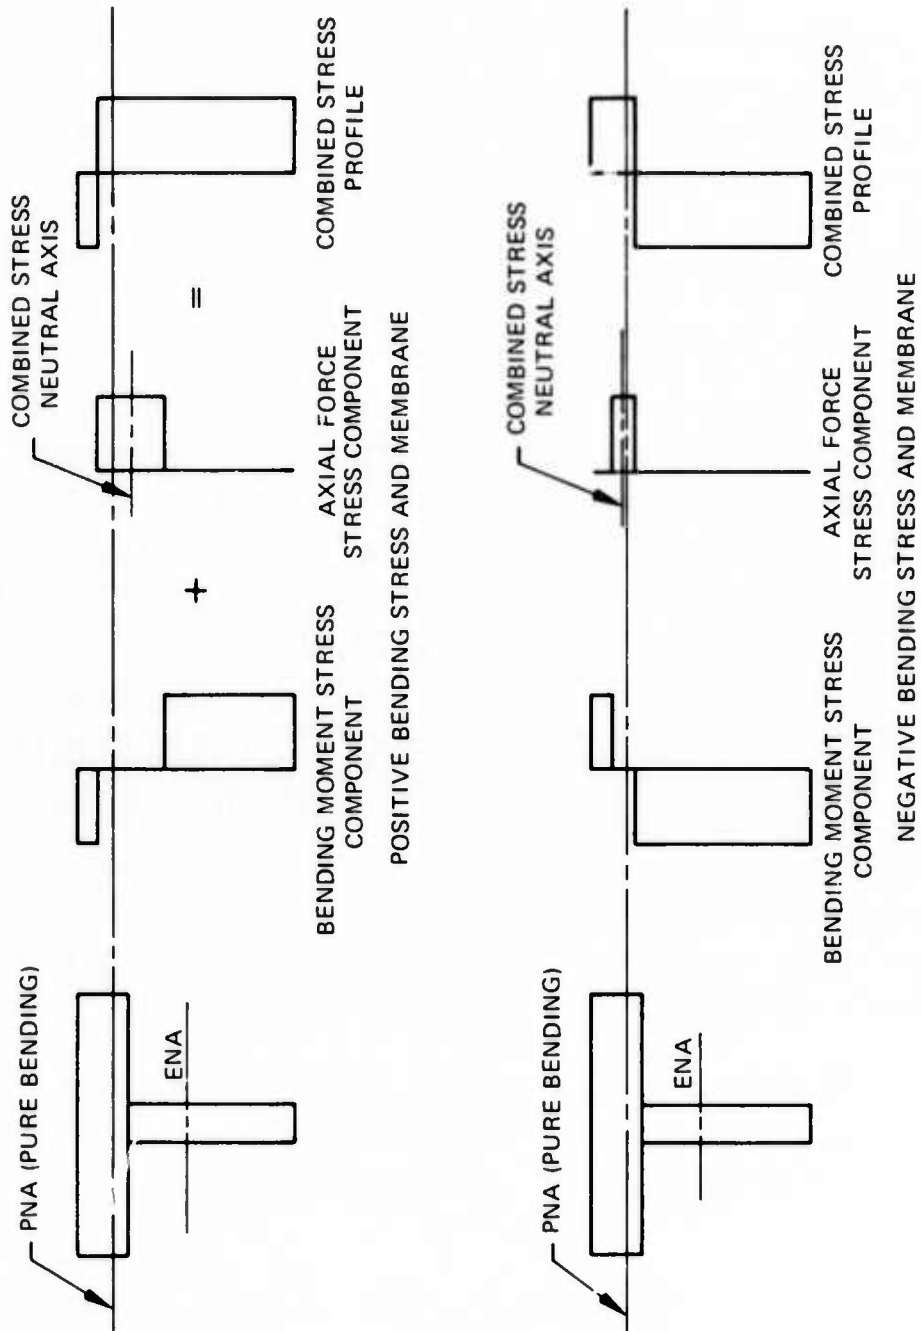 PNA (PURE BENDING)
ENA
BENDING MOMENT STRESS
COMPONENT
+
AXIAL FORCE
STRESS COMPONENT
COMBINED STRESS
NEUTRAL AXIS
=
COMBINED STRESS
PROFILE
POSITIVE BENDING STRESS AND MEMBRANE
PNA (PURE BENDING)
ENA
BENDING MOMENT STRESS
COMPONENT
AXIAL FORCE
STRESS COMPONENT
COMBINED STRESS
NEUTRAL AXIS
COMBINED STRESS
PROFILE
NEGATIVE BENDING STRESS AND MEMBRANE